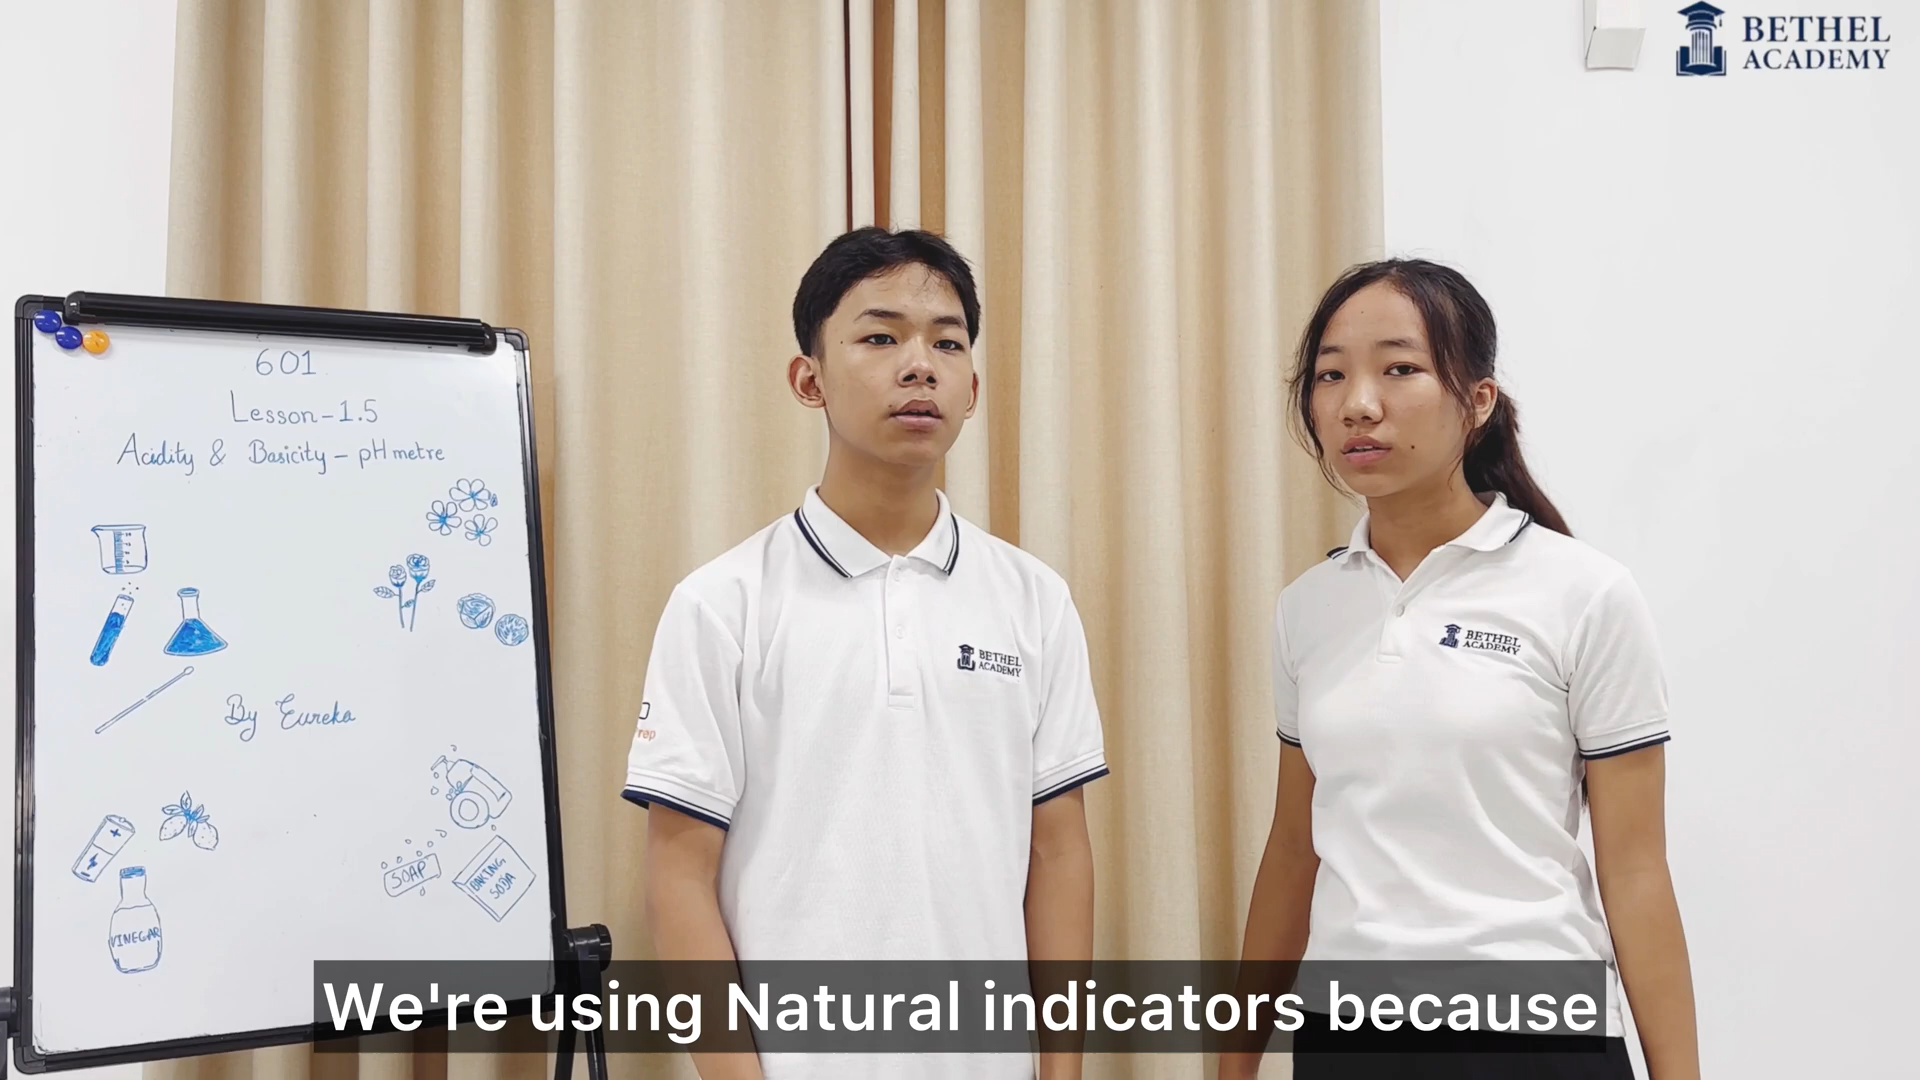 BETHEL
ACADEMY
601
Lesson-1.5
Acidity & Basicity - pH metre
By Eureka
SOAP
BAKING
SODA
VINEGAR
BETHEL
ACADEMY
rep
BETHEL
ACADEMY
We're using Natural indicators because